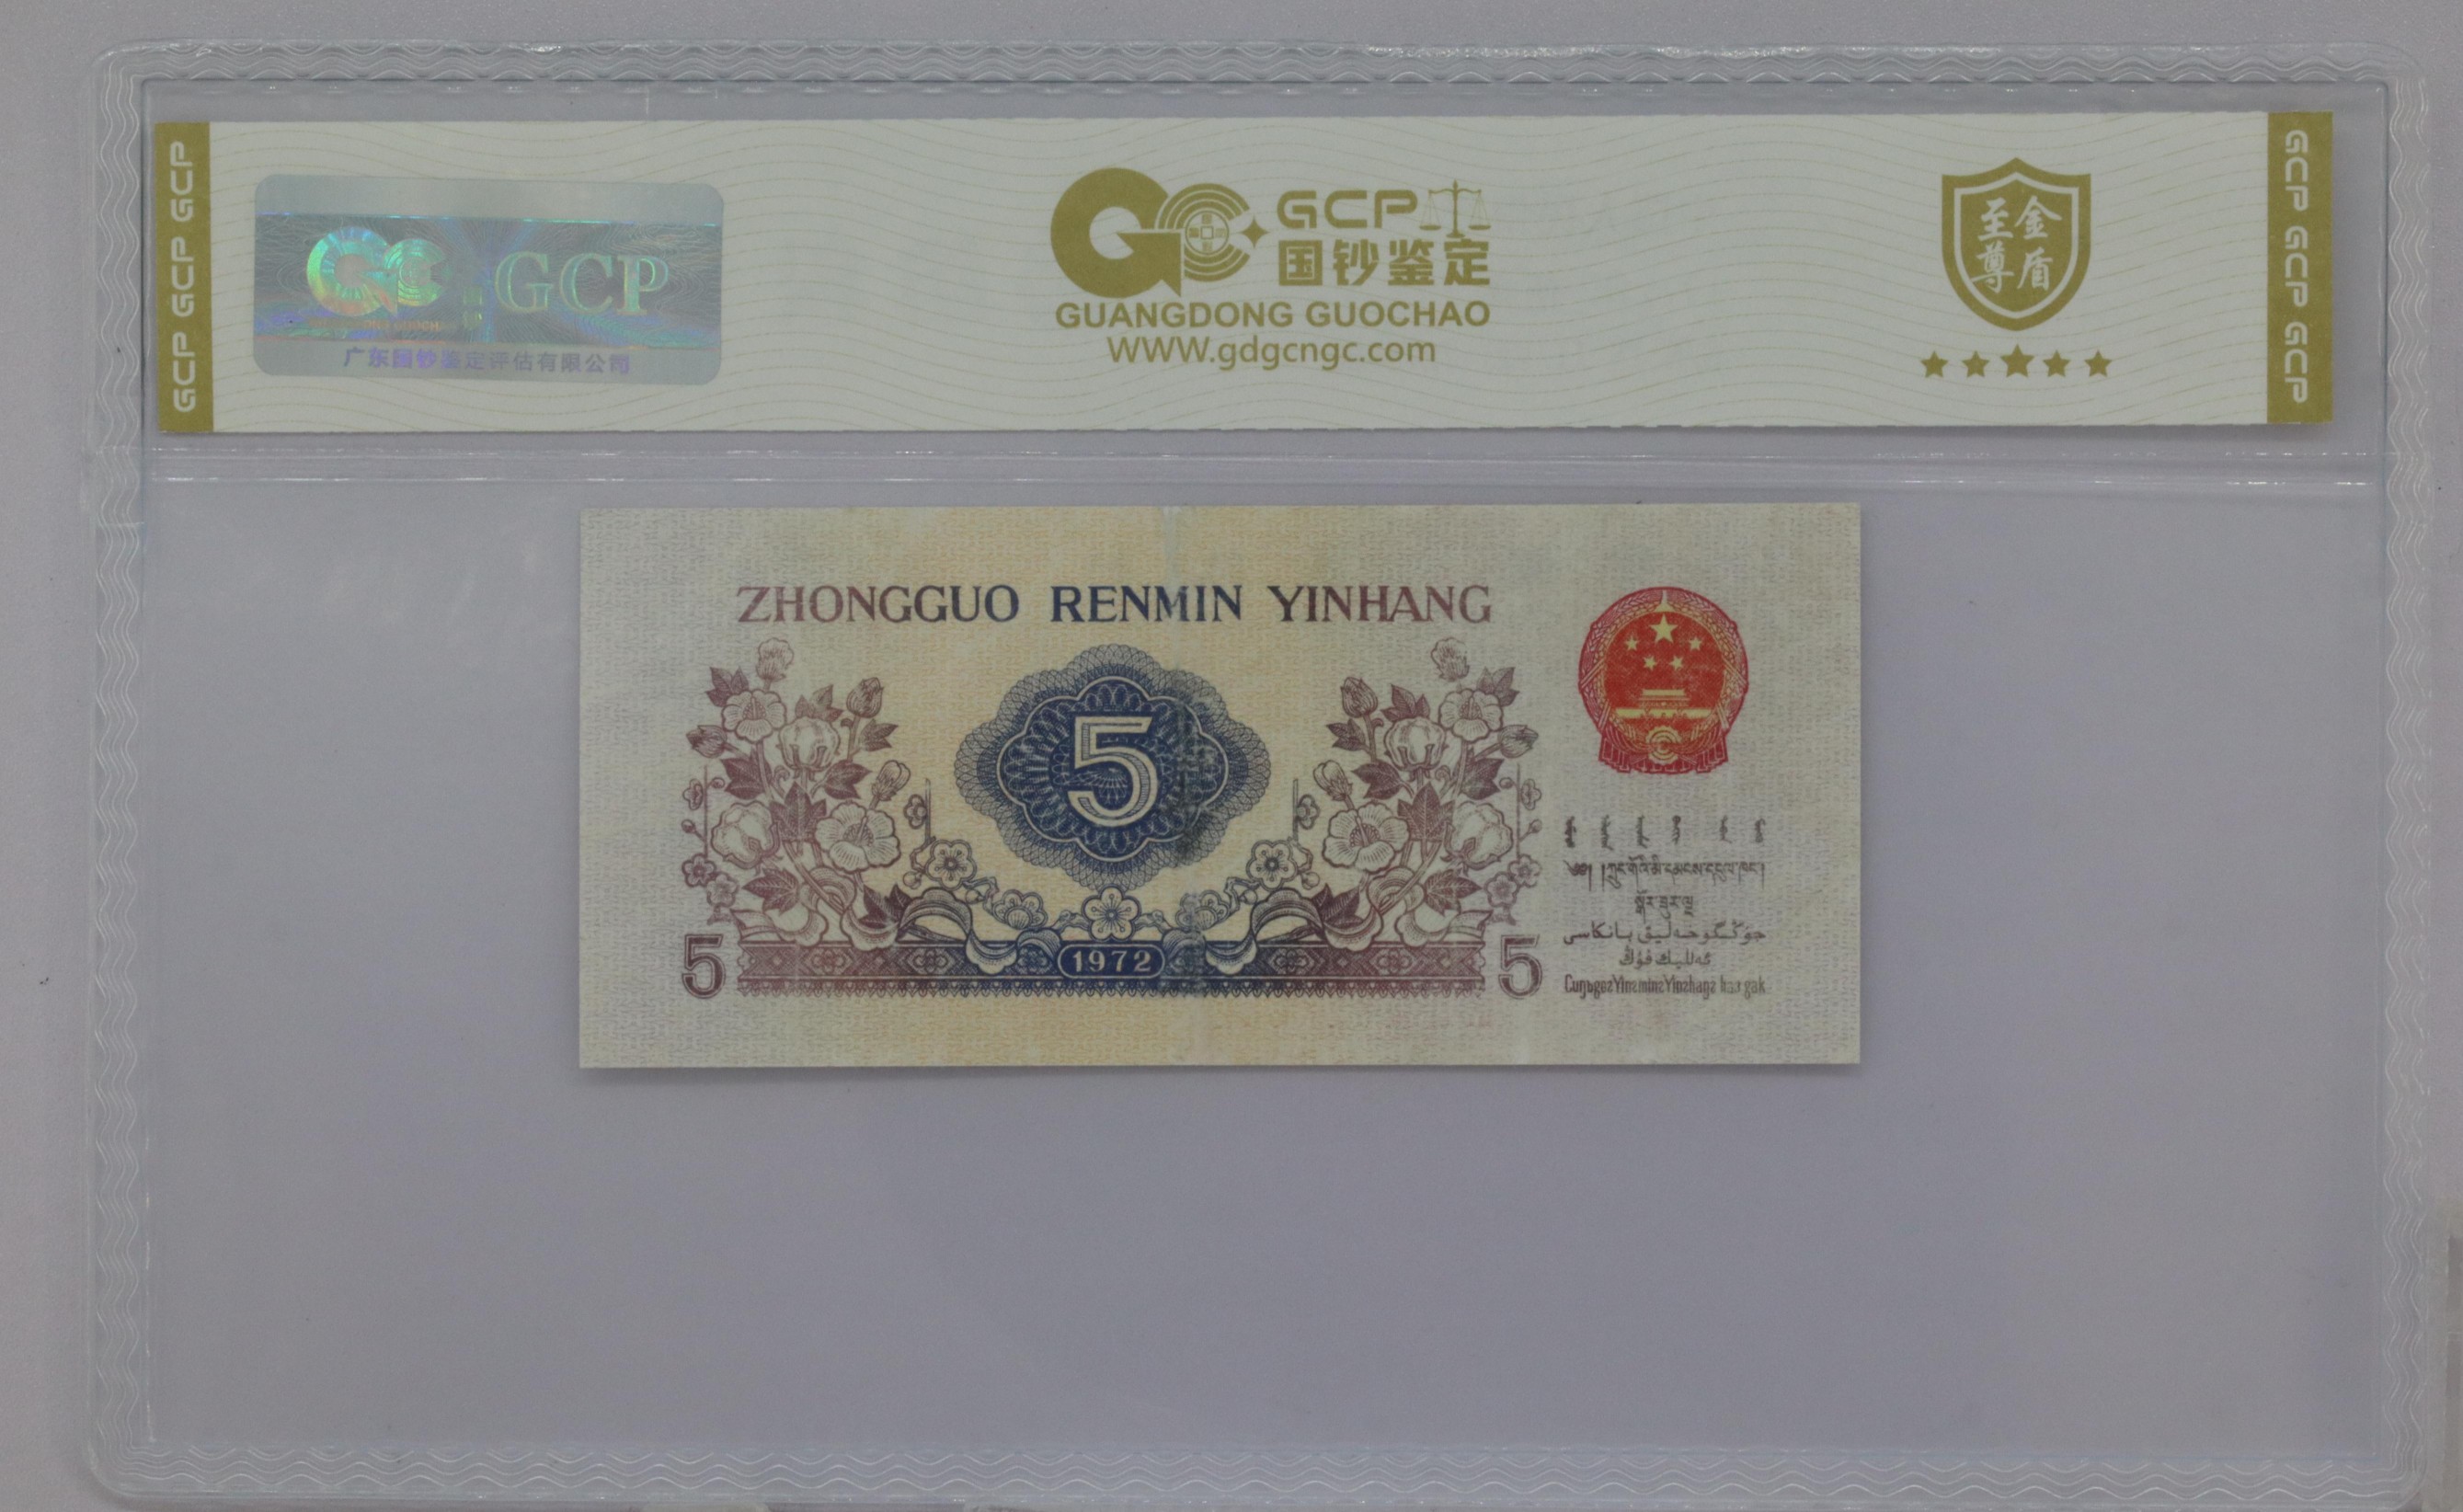 GCP GCP GCP
GCP
广东国钞鉴定评估有限公司
GCP
国钞鉴定
GUANGDONG GUOCHAO
WWW.gdgcngc.com
至金
尊盾
GCP GCP GCP
ZHONGGUO RENMIN YINHANG
5
5
1972
5
جۇڭگوخەلىق بانكاسى